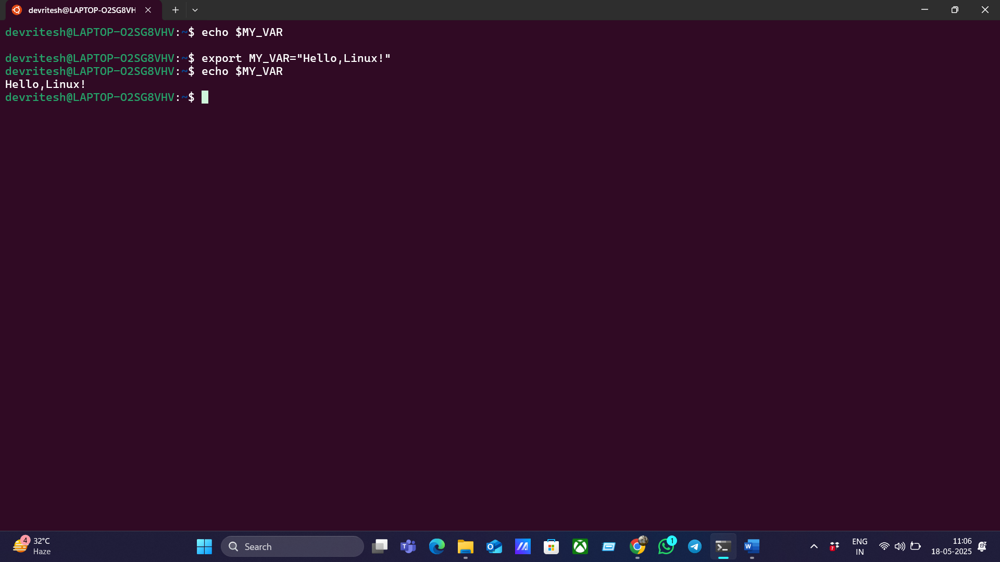 devritesh@LAPTOP-O2SG8VH
devritesh@LAPTOP-O2SG8VHV:~$ echo $MY_VAR
devritesh@LAPTOP-O2SG8VHV:~$ export MY_VAR="Hello,Linux!"
devritesh@LAPTOP-O2SG8VHV:~$ echo $MY_VAR
Hello,Linux!
devritesh@LAPTOP-O2SG8VHV:~$
4
32°C
Haze
Search
1
7
ENG
IN
11:06
18-05-2025